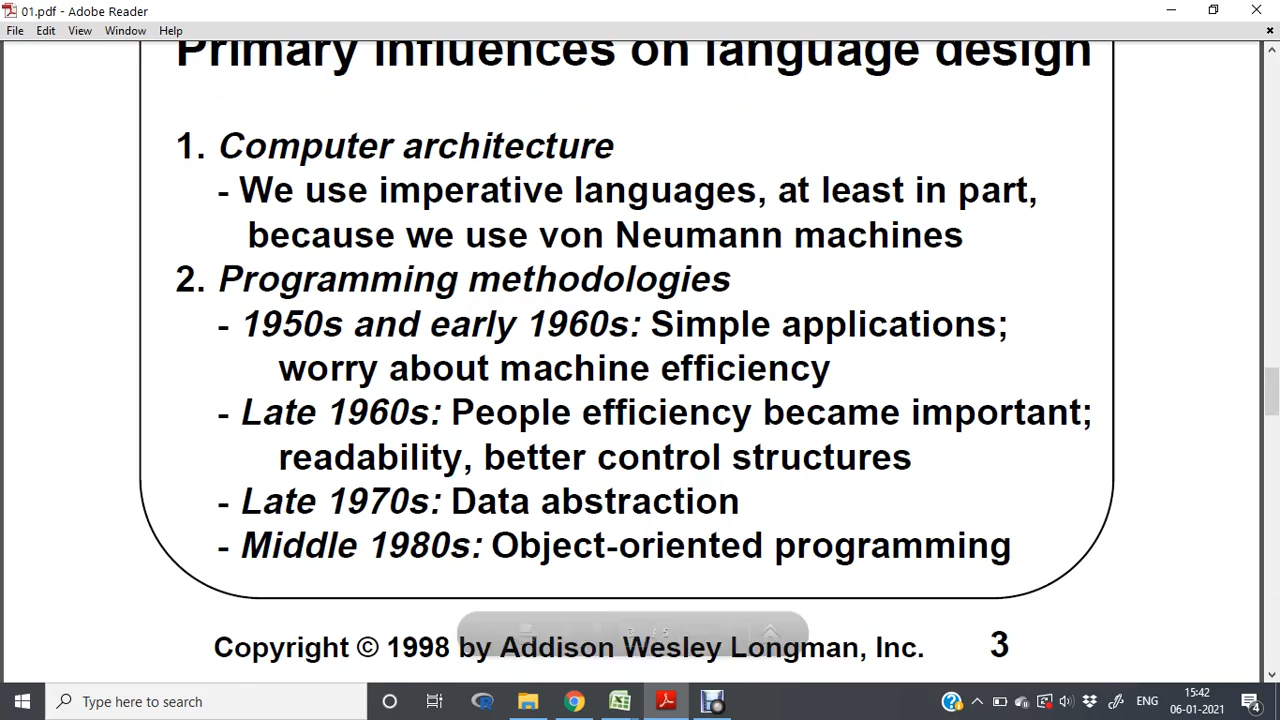 01.pdf - Adobe Reader
File Edit View Window Help
Primary influences on language design
1. Computer architecture
- We use imperative languages, at least in part,
because we use von Neumann machines
2. Programming methodologies
- 1950s and early 1960s: Simple applications;
worry about machine efficiency
- Late 1960s: People efficiency became important;
readability, better control structures
- Late 1970s: Data abstraction
- Middle 1980s: Object-oriented programming
Copyright © 1998 by Addison Wesley Longman, Inc. 3
Type here to search
ENG
15:42
06-01-2021
4